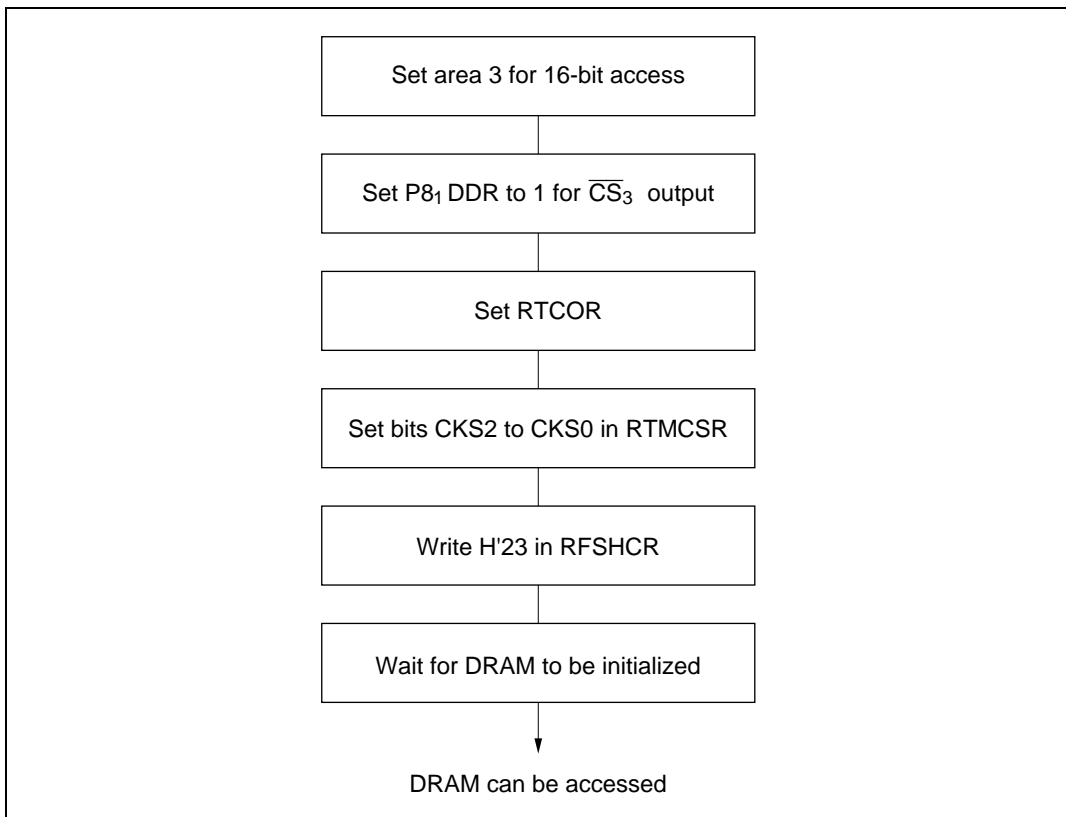 Set area 3 for 16-bit access
Set P8₁ DDR to 1 for C̅S̅₃ output
Set RTCOR
Set bits CKS2 to CKS0 in RTMCSR
Write H'23 in RFSHCR
Wait for DRAM to be initialized
DRAM can be accessed